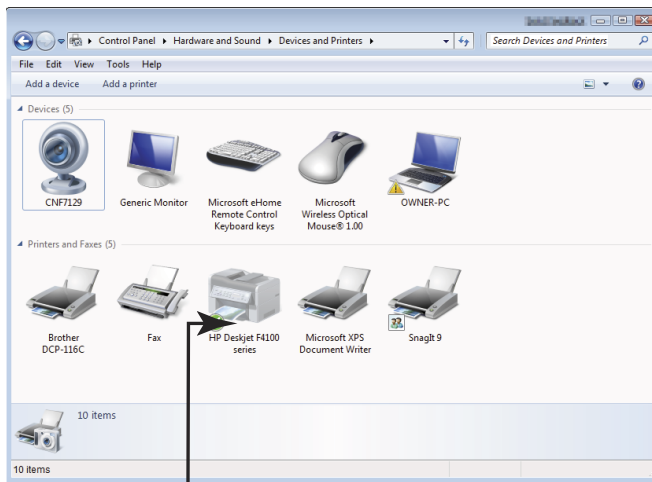 Control Panel ▸ Hardware and Sound ▸ Devices and Printers ▸ Search Devices and Printers
File Edit View Tools Help
Add a device Add a printer
Devices (5)
CNF7129
Generic Monitor
Microsoft eHome
Remote Control
Keyboard keys
Microsoft
Wireless Optical
Mouse® 1.00
OWNER-PC
Printers and Faxes (5)
Brother
DCP-116C
Fax
HP Deskjet F4100
series
Microsoft XPS
Document Writer
SnagIt 9
10 items
10 items